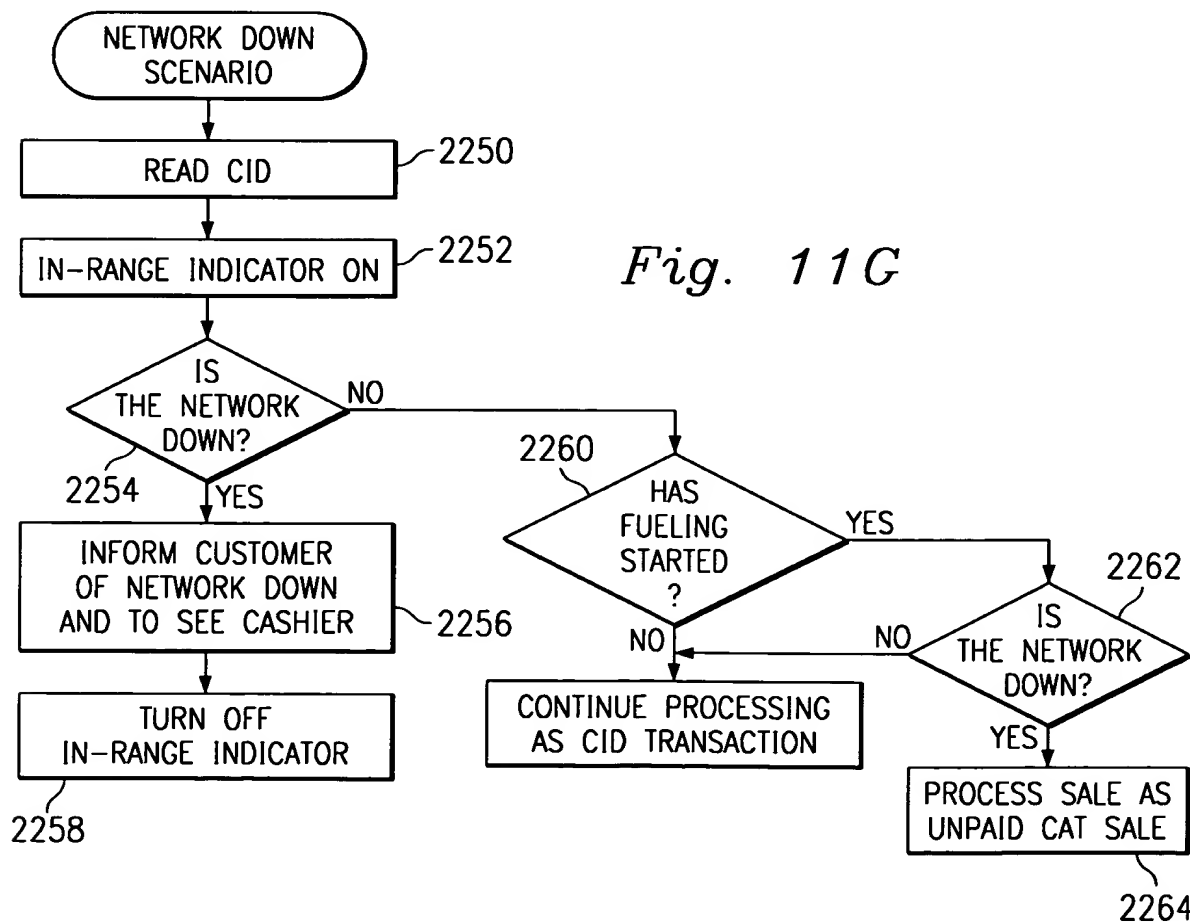 NETWORK DOWN
SCENARIO
READ CID
2250
IN-RANGE INDICATOR ON
2252
Fig. 11G
IS
THE NETWORK
DOWN?
NO
2254
YES
INFORM CUSTOMER
OF NETWORK DOWN
AND TO SEE CASHIER
2256
TURN OFF
IN-RANGE INDICATOR
2258
2260
HAS
FUELING
STARTED
?
YES
NO
2262
IS
THE NETWORK
DOWN?
NO
YES
CONTINUE PROCESSING
AS CID TRANSACTION
PROCESS SALE AS
UNPAID CAT SALE
2264